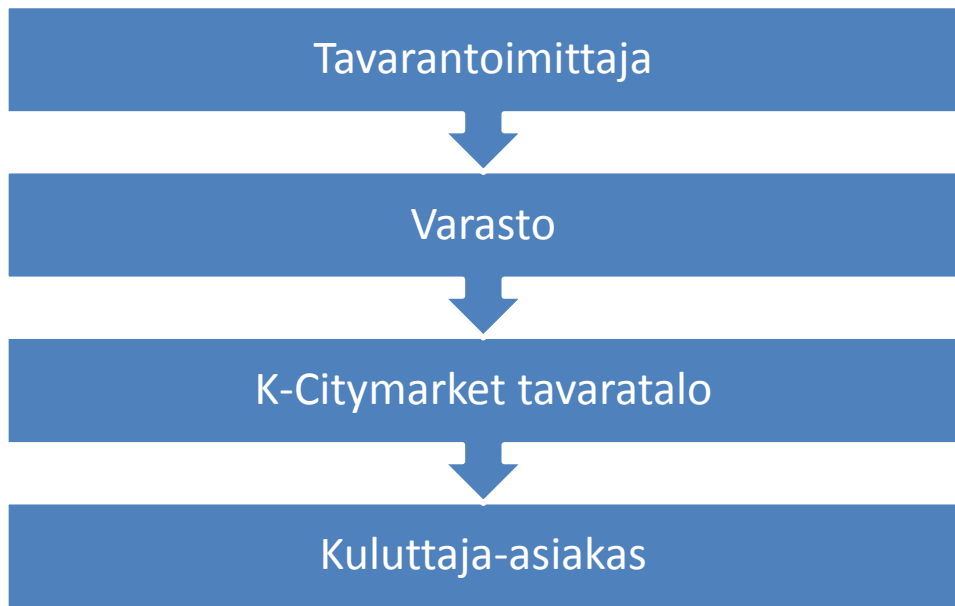 Tavarantoimittaja
Varasto
K-Citymarket tavaratalo
Kuluttaja-asiakas